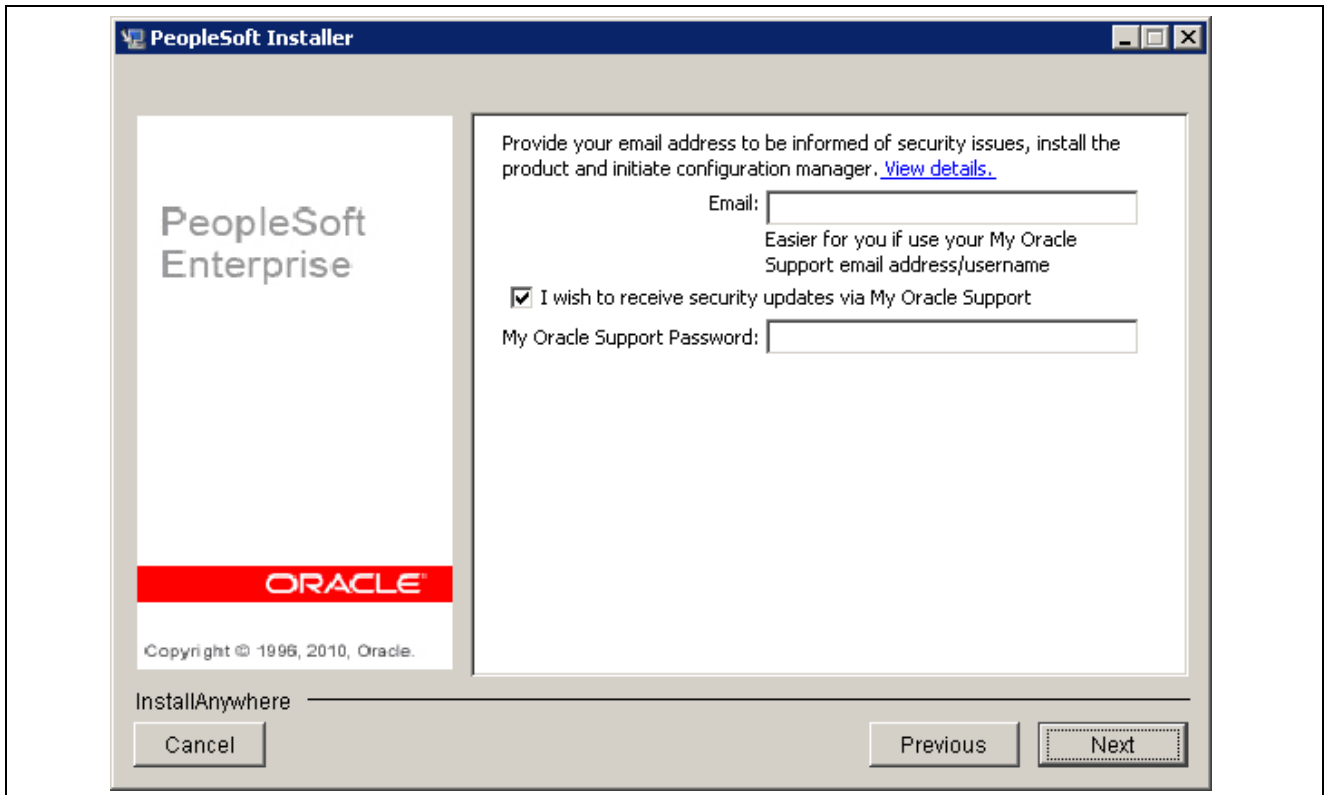 PeopleSoft Installer
PeopleSoft
Enterprise
ORACLE
Copyright © 1996, 2010, Oracle.
Provide your email address to be informed of security issues, install the
product and initiate configuration manager. View details.
Email:
Easier for you if use your My Oracle
Support email address/username
I wish to receive security updates via My Oracle Support
My Oracle Support Password:
InstallAnywhere
Cancel
Previous
Next